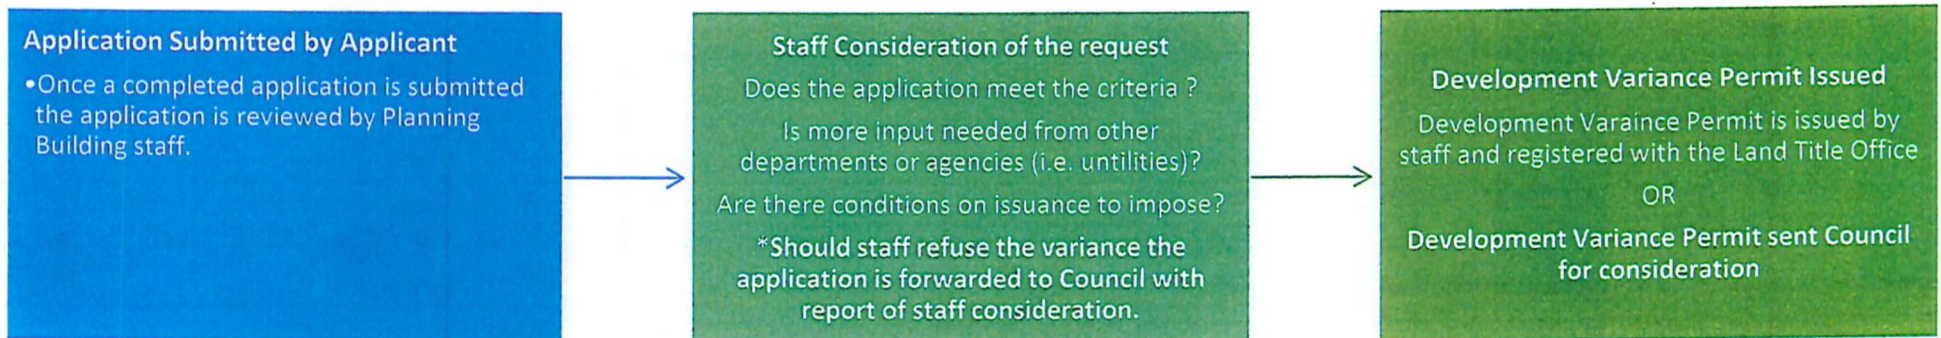 Application Submitted by Applicant
•Once a completed application is submitted
the application is reviewed by Planning
Building staff.
Staff Consideration of the request
Does the application meet the criteria ?
Is more input needed from other
departments or agencies (i.e. untilities)?
Are there conditions on issuance to impose?
*Should staff refuse the variance the
application is forwarded to Council with
report of staff consideration.
Development Variance Permit Issued
Development Varaince Permit is issued by
staff and registered with the Land Title Office
OR
Development Variance Permit sent Council
for consideration